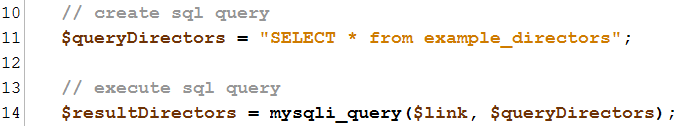 10 // create sql query
11 $queryDirectors = "SELECT * from example_directors";
12
13 // execute sql query
14 $resultDirectors = mysqli_query($link, $queryDirectors);